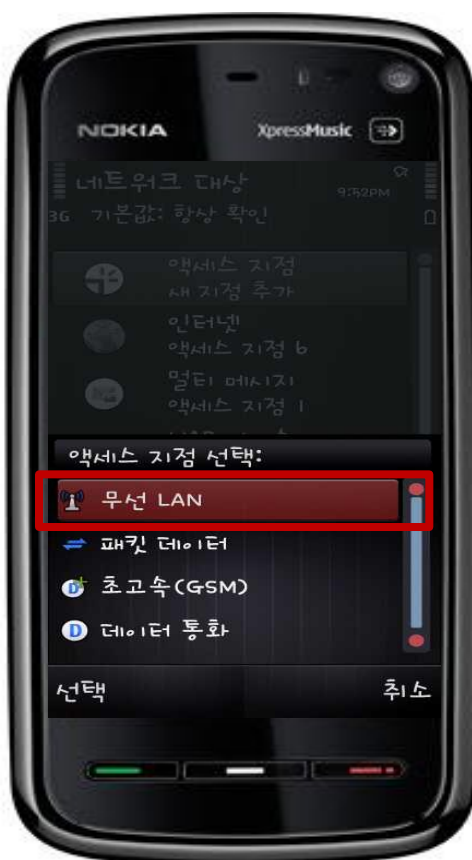 NOKIA XpressMusic
네트워크 대상
9:52PM
3G 기본값: 항상 확인
액세스 지점
새 지점 추가
인터넷
액세스 지점 6
멀티 메시지
액세스 지점 1
액세스 지점 선택:
무선 LAN
패킷 데이터
초고속(GSM)
데이터 통화
선택 취소